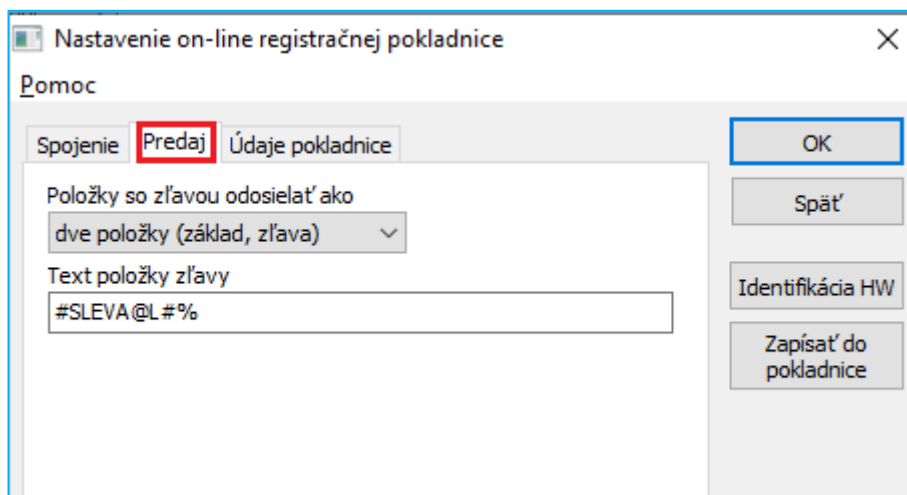 Nastavenie on-line registračnej pokladnice
Pomoc
Spojenie
Predaj
Údaje pokladnice
OK
Položky so zľavou odosielať ako
Späť
dve položky (základ, zľava)
Text položky zľavy
Identifikácia HW
#SLEVA@L#%
Zapísať do
pokladnice